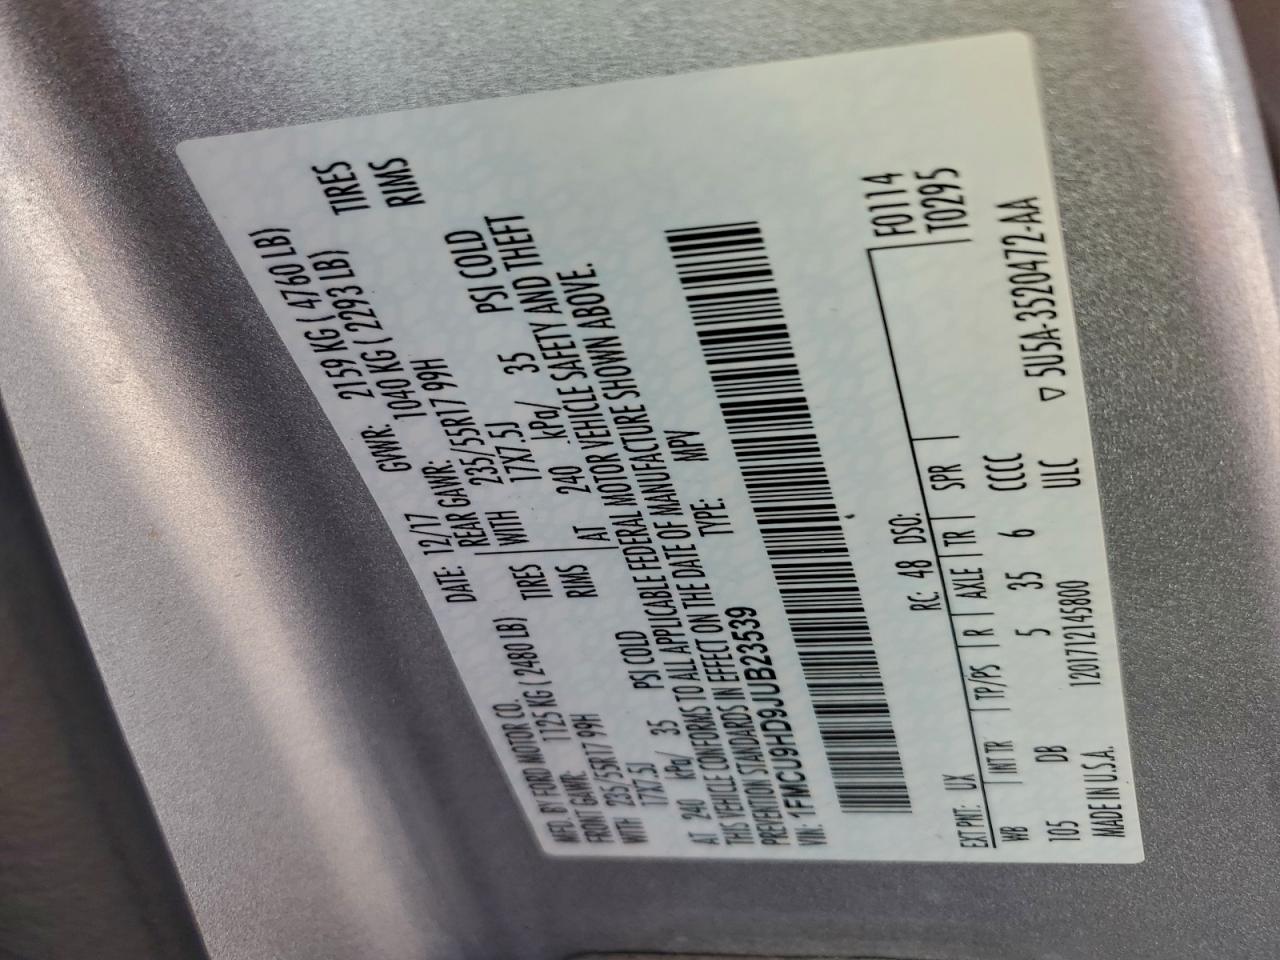 MFD. BY FORD MOTOR CO.
DATE: 12/17 GVWR: 2159 KG ( 4760 LB)
FRONT GAWR: 1125 KG ( 2480 LB) REAR GAWR: 1040 KG ( 2293 LB)
WITH 235/55R17 99H TIRES WITH 235/55R17 99H TIRES
17X7.5J RIMS 17X7.5J RIMS
AT 240 kPa/ 35 PSI COLD AT 240 kPa/ 35 PSI COLD
THIS VEHICLE CONFORMS TO ALL APPLICABLE FEDERAL MOTOR VEHICLE SAFETY AND THEFT
PREVENTION STANDARDS IN EFFECT ON THE DATE OF MANUFACTURE SHOWN ABOVE.
VIN: 1FMCU9HD9JUB23539 TYPE: MPV
F0114
T0295
EXT PNT: UX RC: 48 DSO:
WB INT TR TP/PS R AXLE TR SPR
105 DB 5 35 6 CCCC
ULC ▽ 5U5A-3520472-AA
MADE IN U.S.A. 120171214580​0